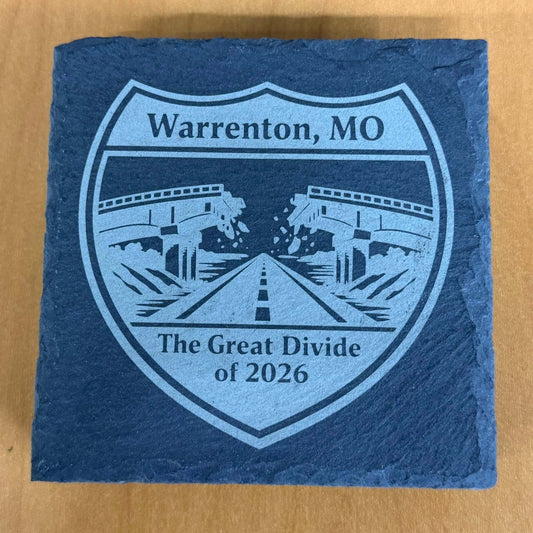 Warrenton, MO
The Great Divide
of 2026